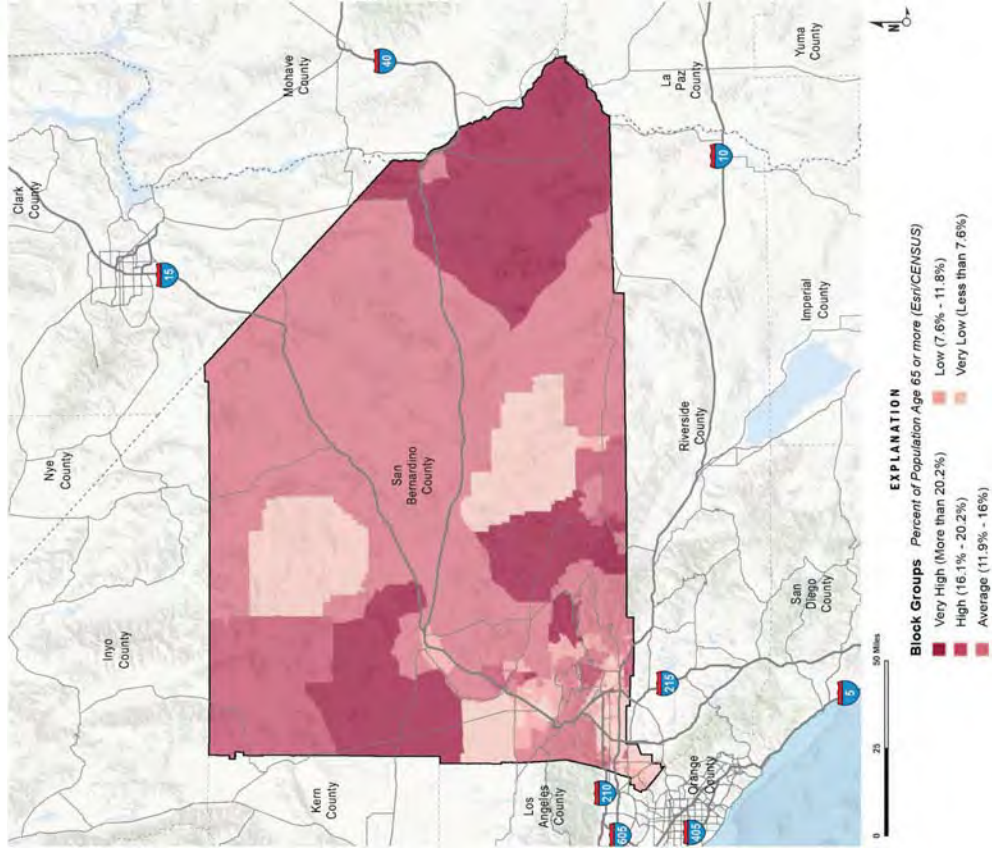 Nye
County
Clark
County
15
Mohave
County
40
Inyo
County
San
Bernardino
County
Kern
County
Los
Angeles
County
210
605
405
Orange
County
215
5
Riverside
County
San
Diego
County
Imperial
County
10
La
Paz
County
Yuma
County
N
0
25
50 Miles
EXPLANATION
Block Groups Percent of Population Age 65 or more (Esri/CENSUS)
Very High (More than 20.2%)
High (16.1% - 20.2%)
Average (11.9% - 16%)
Low (7.6% - 11.8%)
Very Low (Less than 7.6%)